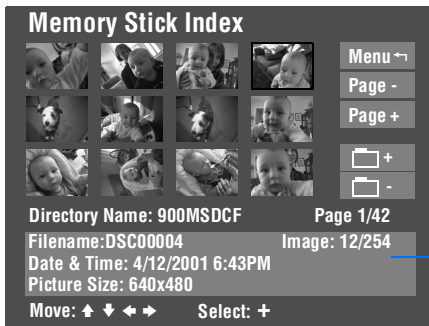 Memory Stick Index
Menu
Page -
Page +
+
-
Directory Name: 900MSDCF Page 1/42
Filename:DSC00004 Image: 12/254
Date & Time: 4/12/2001 6:43PM
Picture Size: 640x480
Move: Select: +